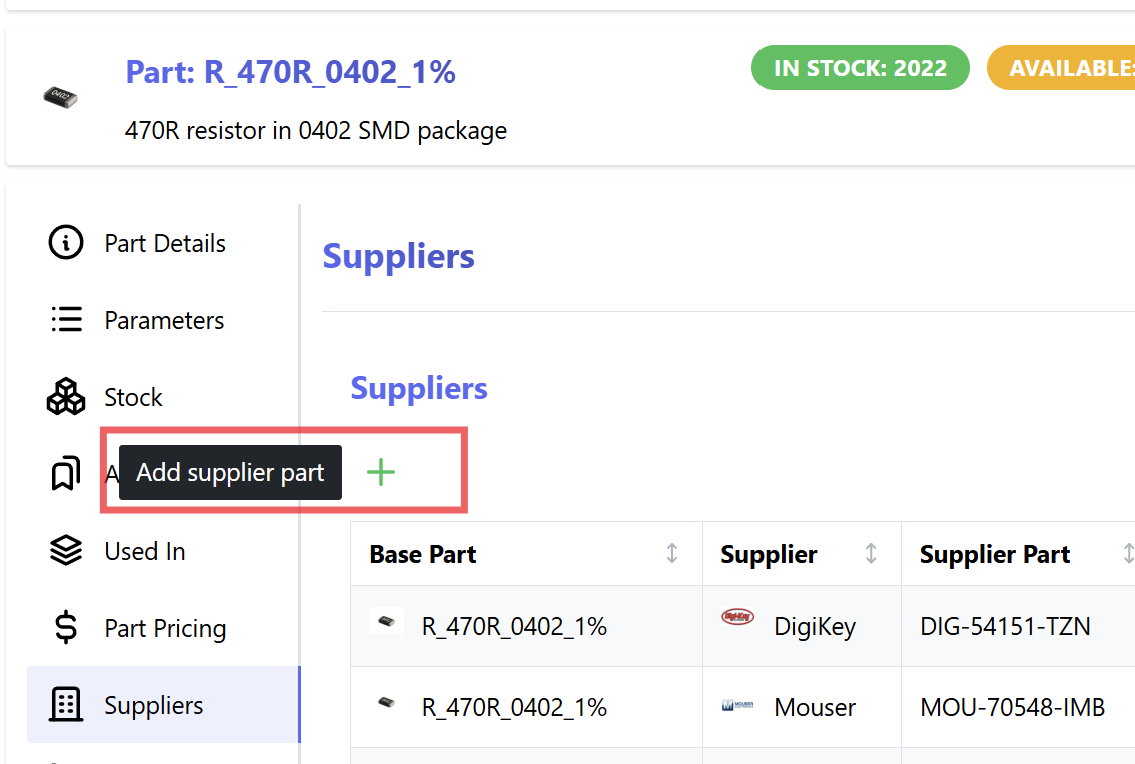 Part: R_470R_0402_1%
IN STOCK: 2022
AVAILABLE:
470R resistor in 0402 SMD package
0402
Part Details
Parameters
Stock
A
Used In
Part Pricing
Suppliers
Suppliers
Suppliers
Add supplier part
Base Part Supplier Supplier Part
R_470R_0402_1% DigiKey DIG-54151-TZN
R_470R_0402_1% Mouser MOU-70548-IMB